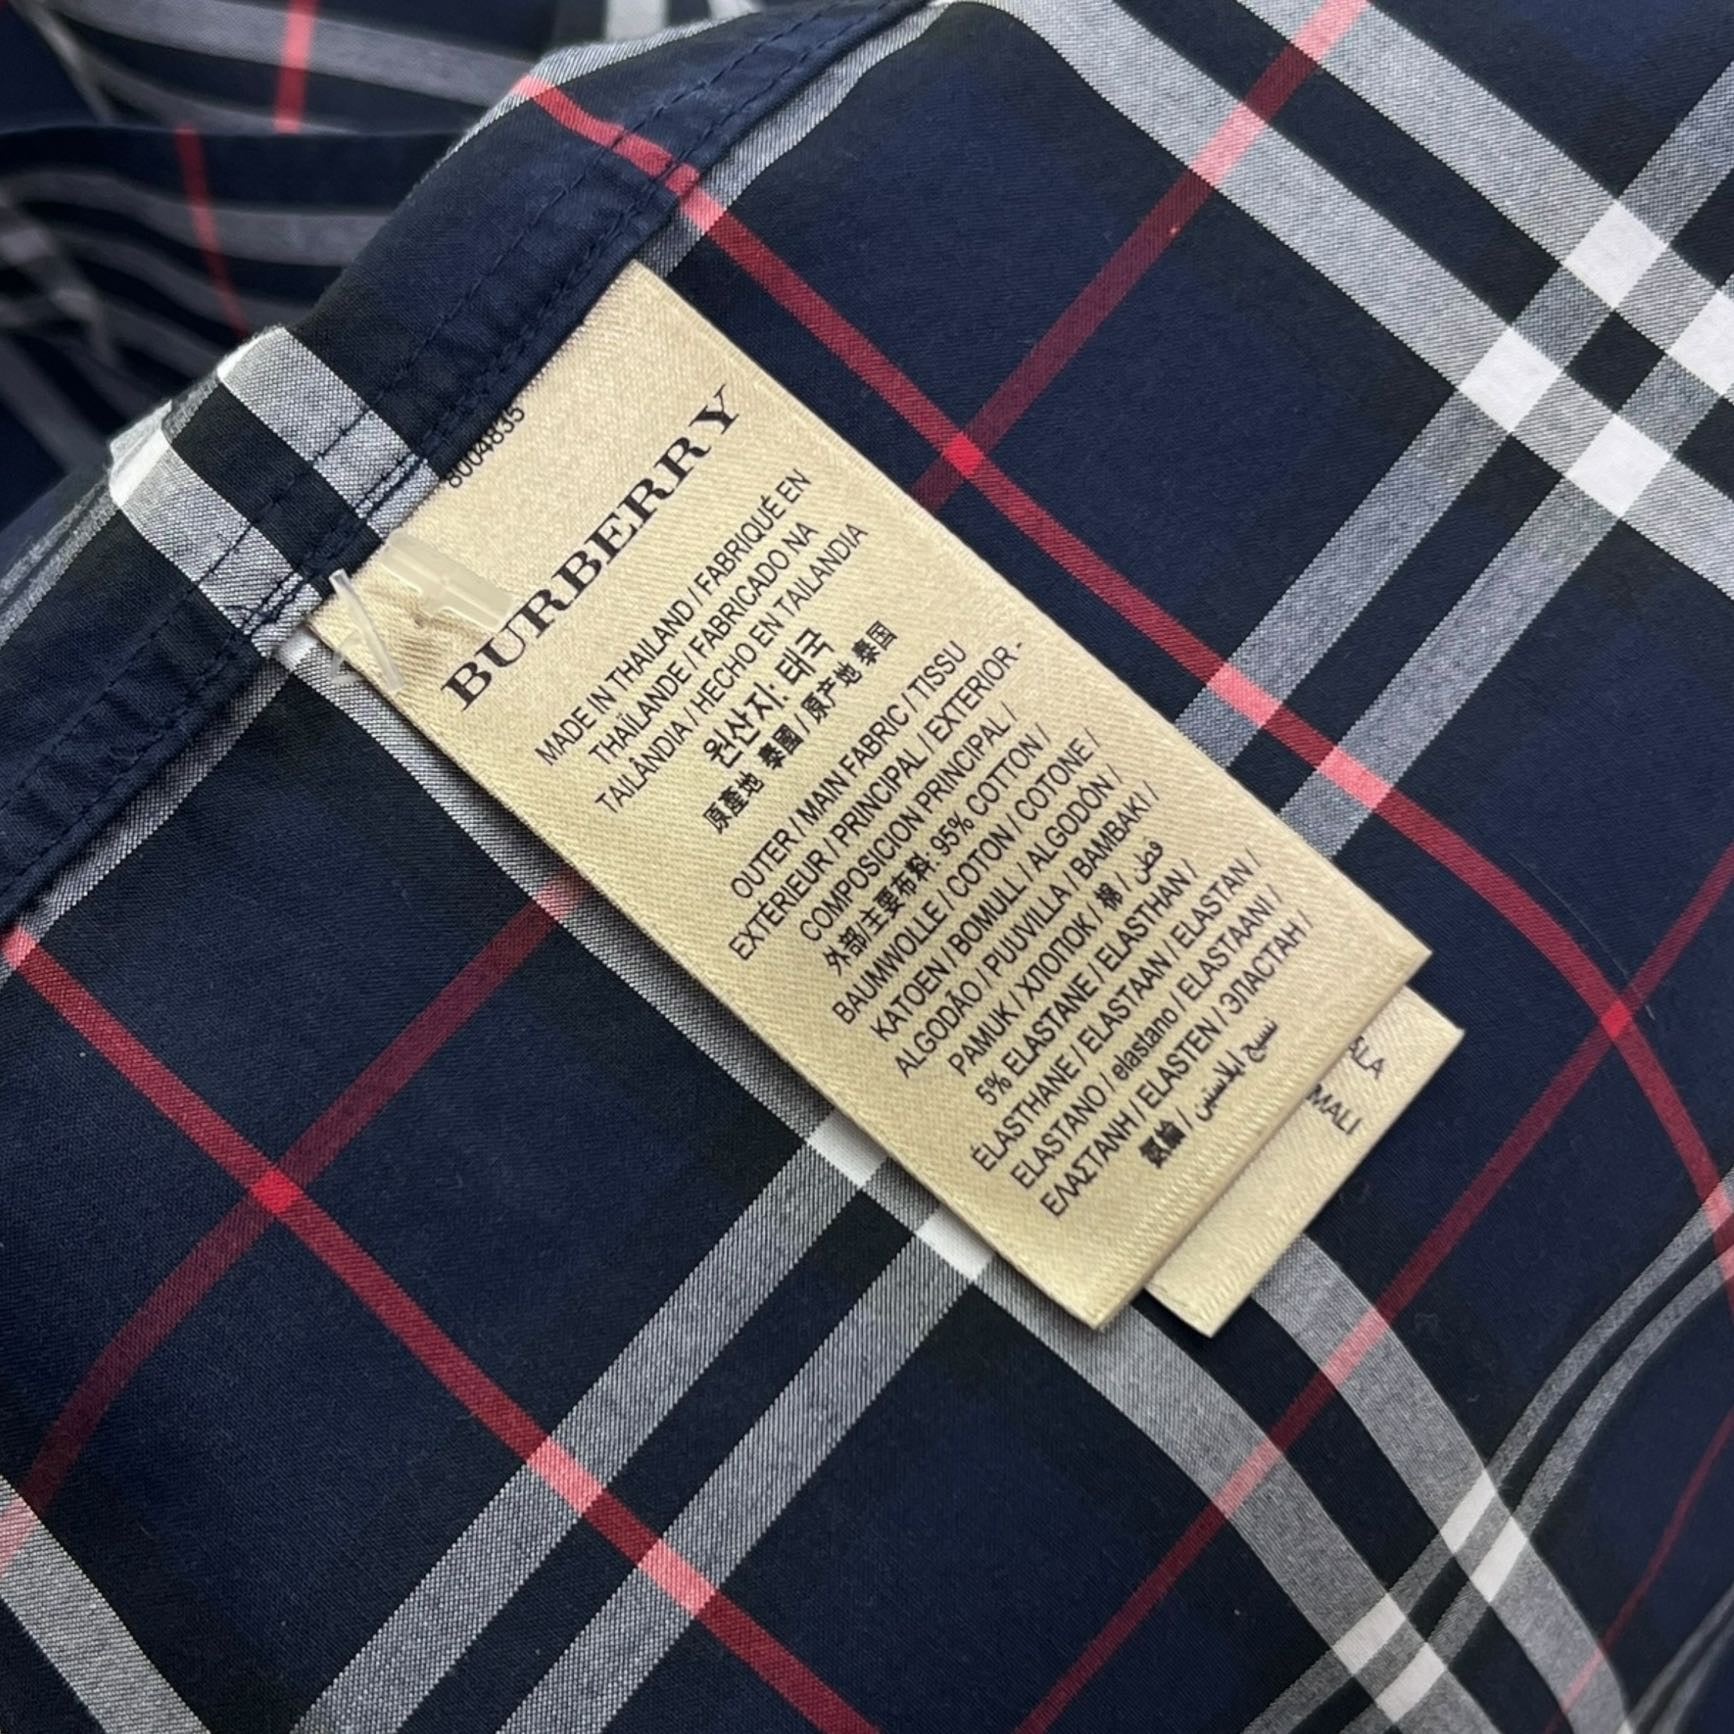 8004835
BURBERRY
MADE IN THAILAND / FABRIQUÉ EN
THAÏLANDE / FABRICADO NA
TAILÂNDIA / HECHO EN TAILANDIA
원산지: 태국
原產地 泰國 / 原产地 泰国
OUTER / MAIN FABRIC / TISSU
EXTÉRIEUR / PRINCIPAL / EXTERIOR -
COMPOSICION PRINCIPAL /
外部/主要布料: 95% COTTON /
BAUMWOLLE / COTON / COTONE /
KATOEN / BOMULL / ALGODÓN /
ALGODÃO / PUUVILLA / BAMBAKI /
PAMUK / ХЛОПОК / 棉 / قطن /
5% ELASTANE / ELASTHAN /
ÉLASTHANE / ELASTAAN / ELASTAN /
ELASTANO / elastano / ELASTAANI /
ΕΛΑΣΤΑΝΗ / ELASTEN / ЭЛАСТАН /
氨綸 / نسيج ايلاستين
MALI